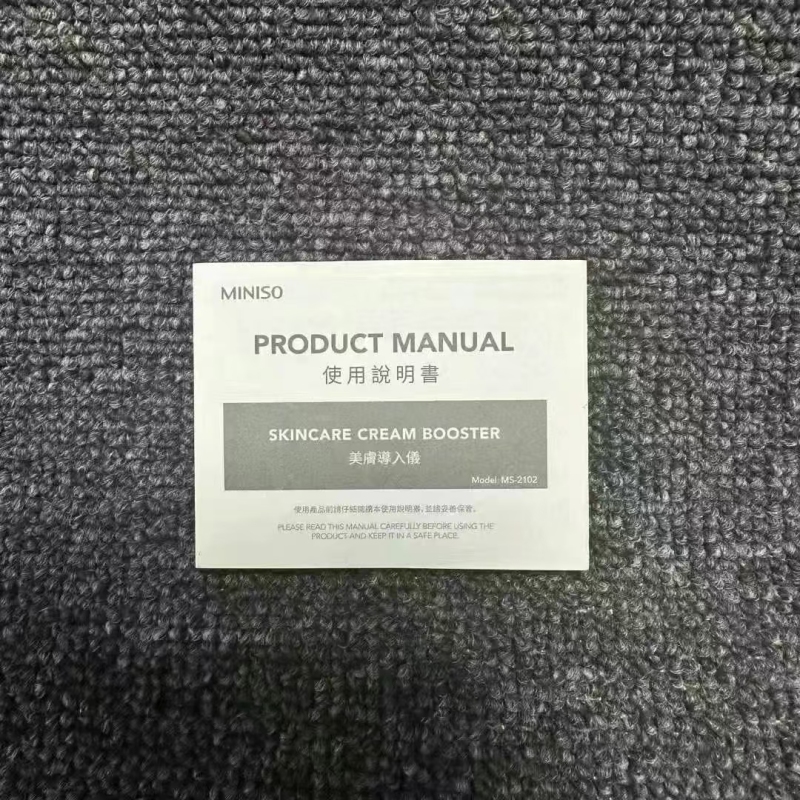 MINISO
PRODUCT MANUAL
使用說明書
SKINCARE CREAM BOOSTER
美膚導入儀
Model: MS-2102
使用產品前請仔細閱讀本使用說明書，並請妥善保管。
PLEASE READ THIS MANUAL CAREFULLY BEFORE USING THE
PRODUCT AND KEEP IT IN A SAFE PLACE.